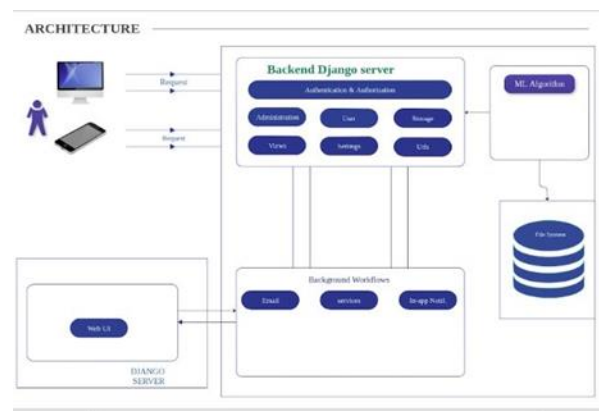 ARCHITECTURE
Backend Django server
Authentication & Authorization
Request
ML Algorithm
Administration
User
Storage
Request
Views
Settings
Utils
File System
Background Workflows
Email
services
In-app Notif.
Web UI
DJANGO
SERVER